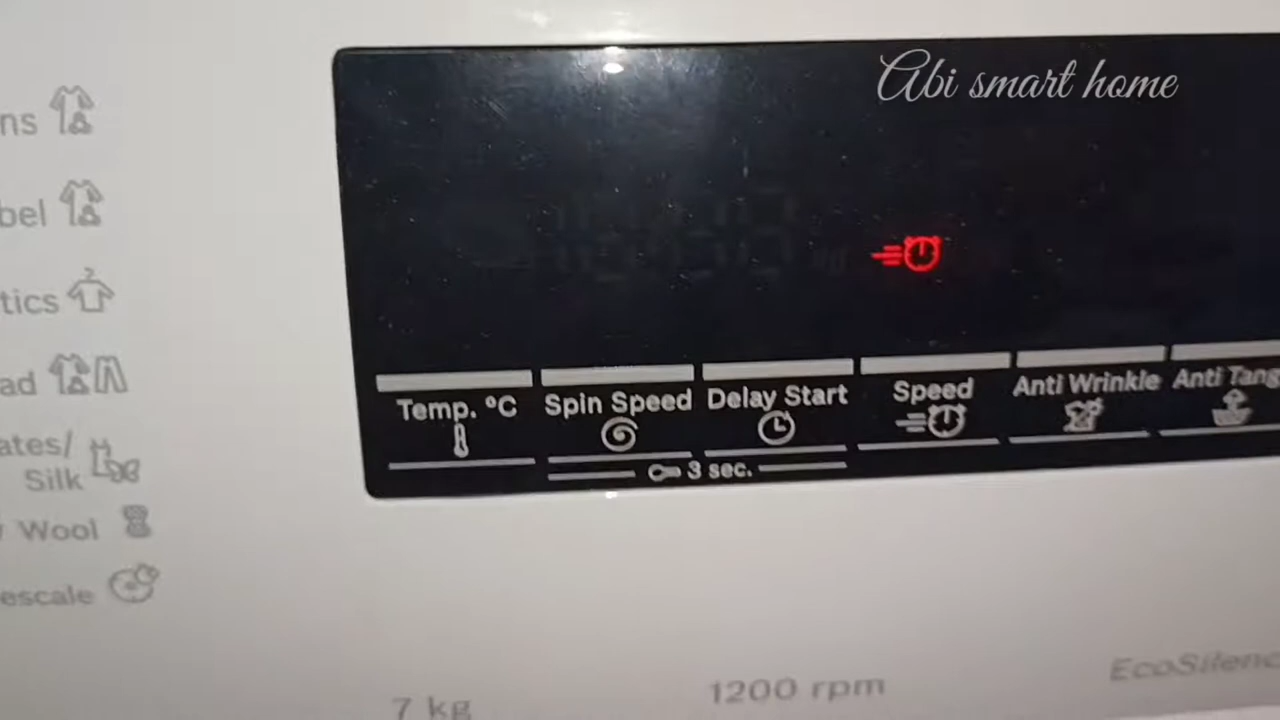 Abi smart home
ns
bel
tics
ad
ates/
Silk
Wool
escale
Temp. °C
Spin Speed
Delay Start
Speed
Anti Wrinkle
Anti Tang
3 sec.
7 kg
1200 rpm
EcoSilenc